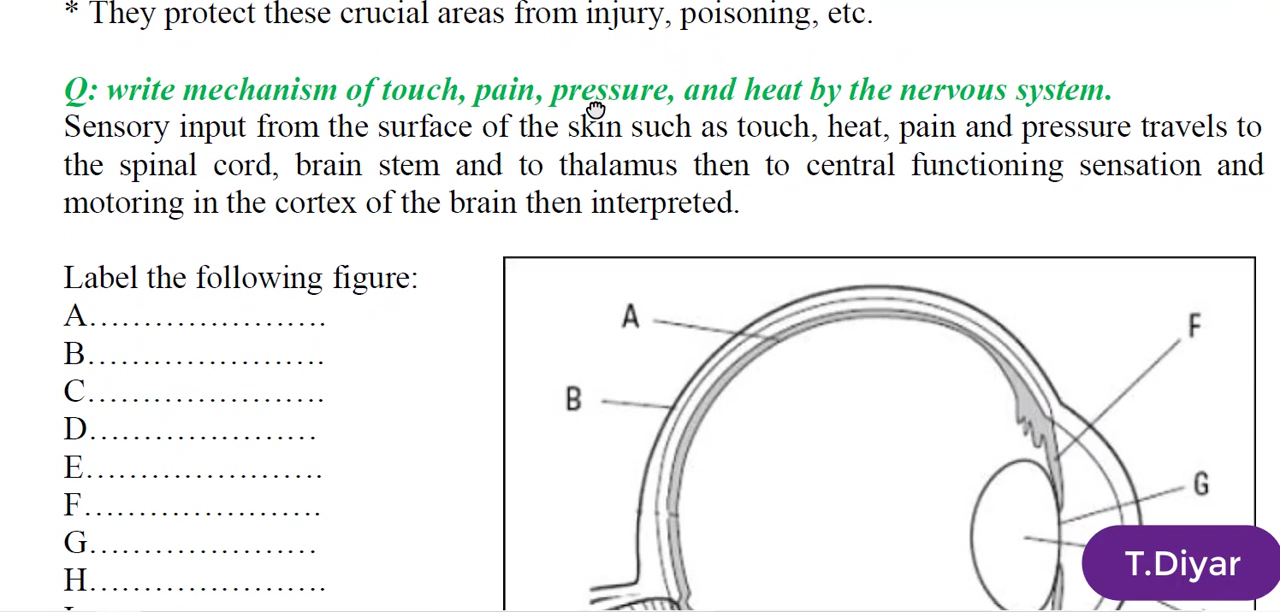 * They protect these crucial areas from injury, poisoning, etc.
Q: write mechanism of touch, pain, pressure, and heat by the nervous system.
Sensory input from the surface of the skin such as touch, heat, pain and pressure travels to
the spinal cord, brain stem and to thalamus then to central functioning sensation and
motoring in the cortex of the brain then interpreted.
Label the following figure:
A......................
B......................
C......................
D.....................
E......................
F......................
G.....................
H......................
A
B
F
G
T.Diyar